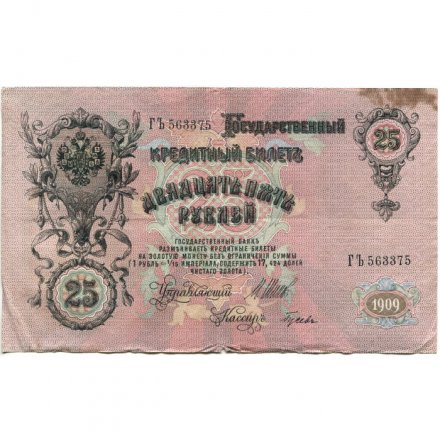 ГЪ 563375
Государственный
25
Кредитный Билетъ
Двадцать пять
рублей
Государственный Банкъ
размѣниваетъ кредитные билеты
на золотую монету безъ ограниченія суммы
(1 рубль = 1/15 имперіала, содержитъ 17,424 долей
чистаго золота).
ГЪ 563375
25
Управляющій
Кассиръ
1909